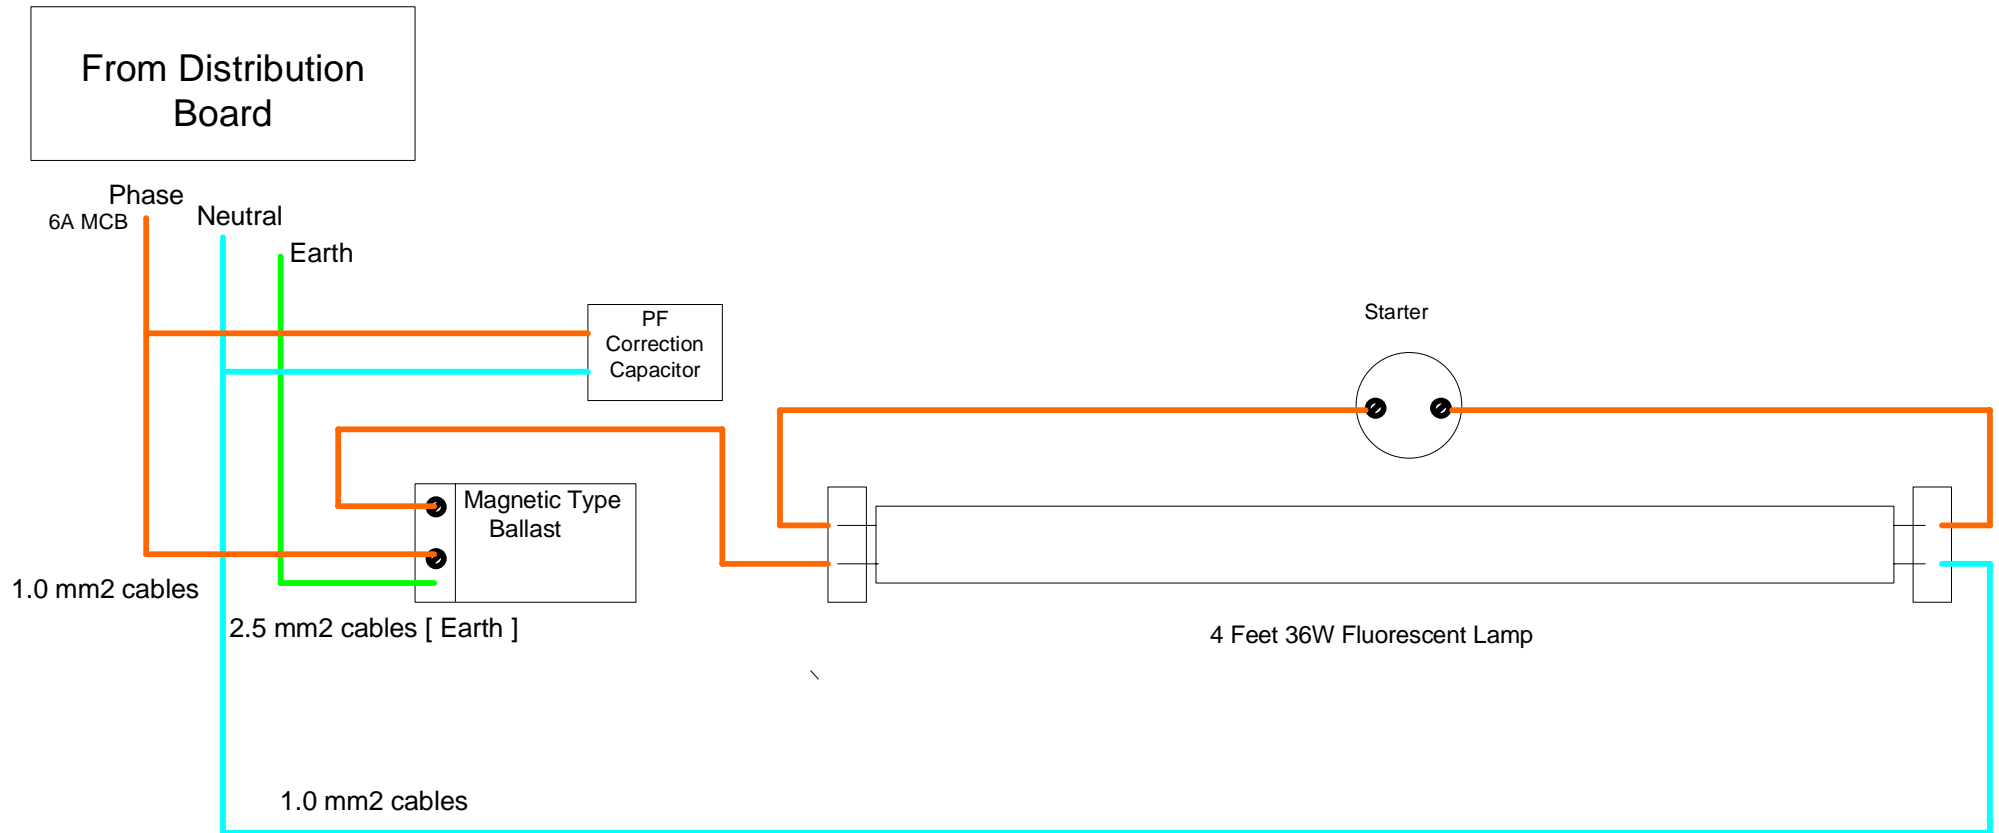 From Distribution
Board
Phase
6A MCB
Neutral
Earth
PF
Correction
Capacitor
Starter
Magnetic Type
Ballast
1.0 mm2 cables
2.5 mm2 cables [ Earth ]
4 Feet 36W Fluorescent Lamp
1.0 mm2 cables